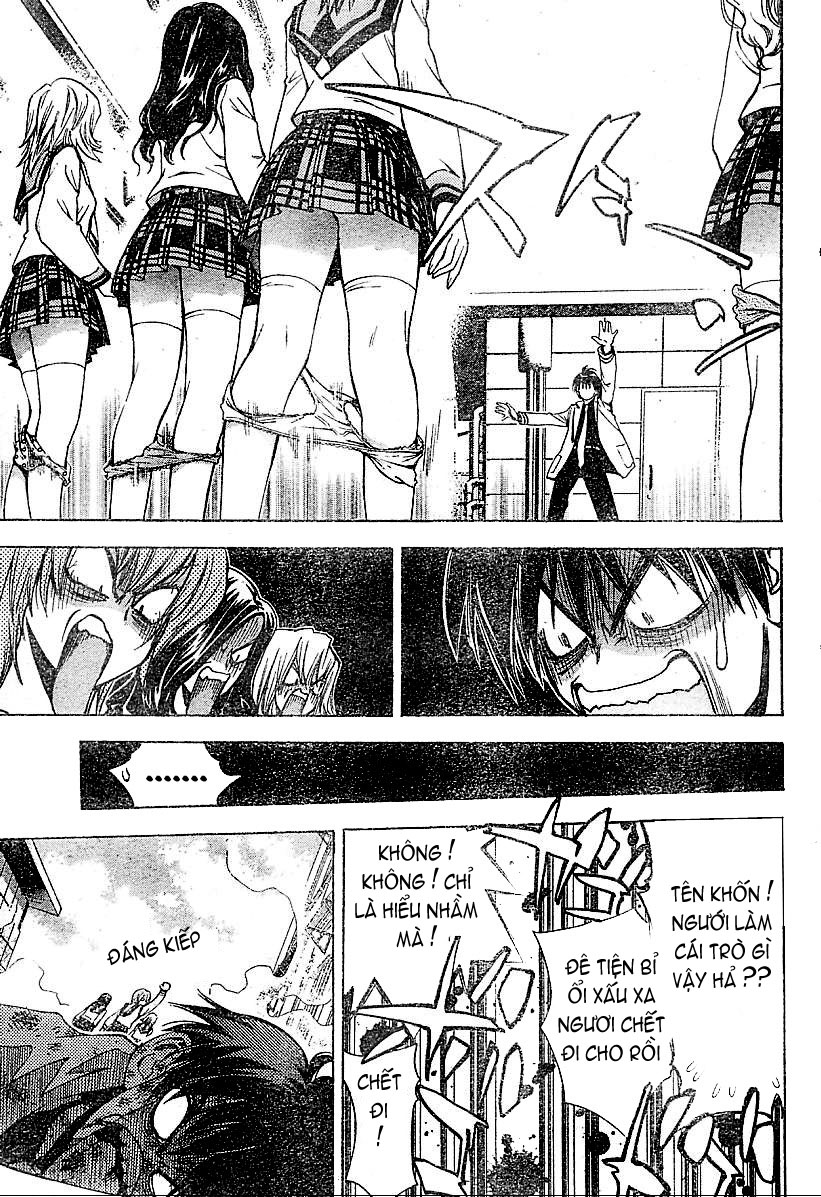 .......
TÊN KHỐN !
NGƯỚI LÀM
CÁI TRÒ GÌ
VẬY HẢ ??
ĐÊ TIỆN BỈ
ỔI XẤU XA
NGƯƠI CHẾT
ĐI CHO RỒI
KHÔNG !
KHÔNG ! CHỈ
LÀ HIỂU NHẦM
MÀ !
CHẾT
ĐI
!
ĐÁNG KIẾP